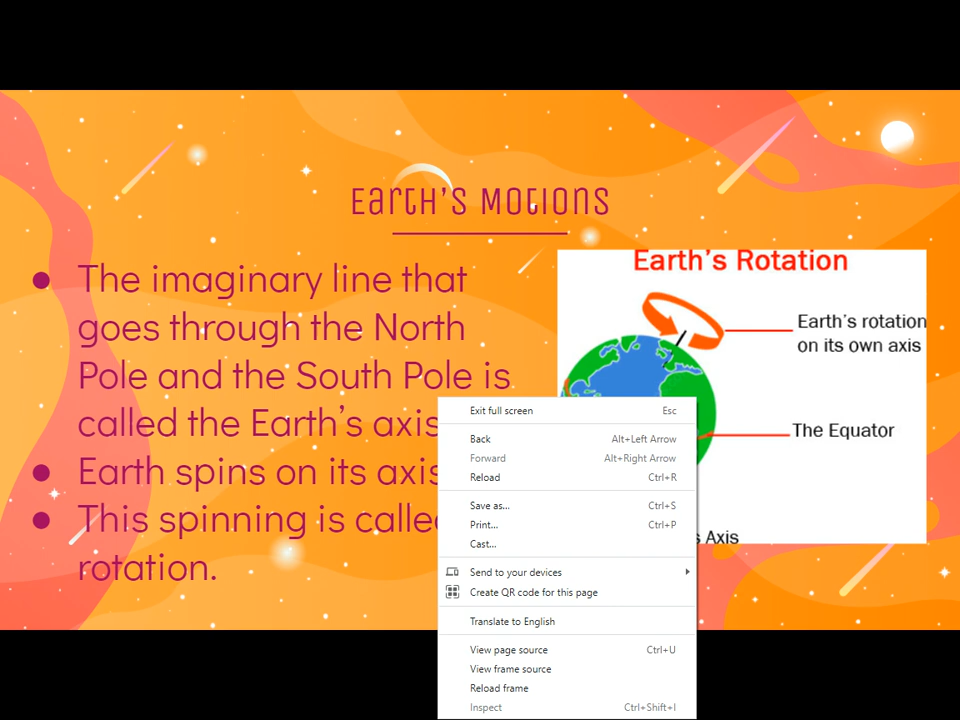 Earth's Motions
● The imaginary line that
goes through the North
Pole and the South Pole is
called the Earth's axis
● Earth spins on its axis
● This spinning is called
rotation.
Earth's Rotation
Earth's rotation
on its own axis
The Equator
Axis
Exit full screen Esc
Back Alt+Left Arrow
Forward Alt+Right Arrow
Reload Ctrl+R
Save as... Ctrl+S
Print... Ctrl+P
Cast...
Send to your devices
Create QR code for this page
Translate to English
View page source Ctrl+U
View frame source
Reload frame
Inspect Ctrl+Shift+I